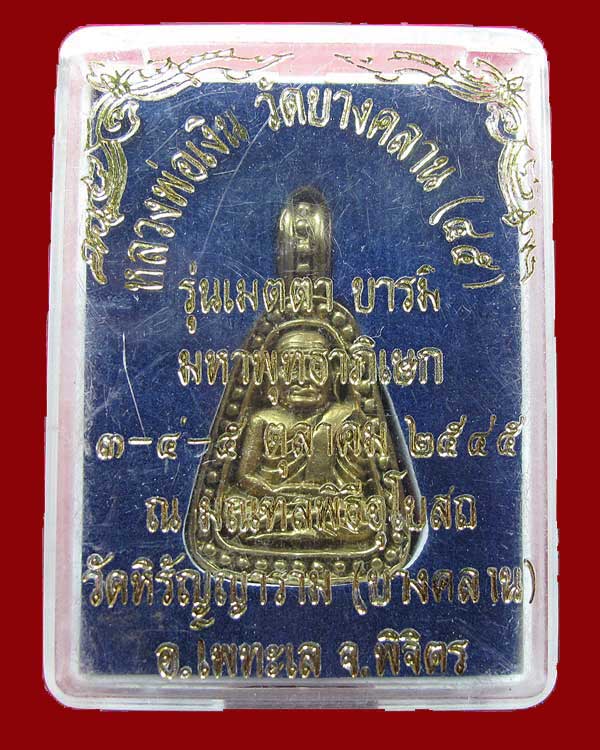 หลวงพ่อเงิน วัดบางคลาน (๔๕)
รุ่นเมตตา บารมี
มหาพุทธาภิเษก
๓-๔-๕ ตุลาคม ๒๕๔๕
ณ มณฑลพิธีอุโบสถ
วัดหิรัญญาราม (บางคลาน)
อ.โพทะเล จ.พิจิตร